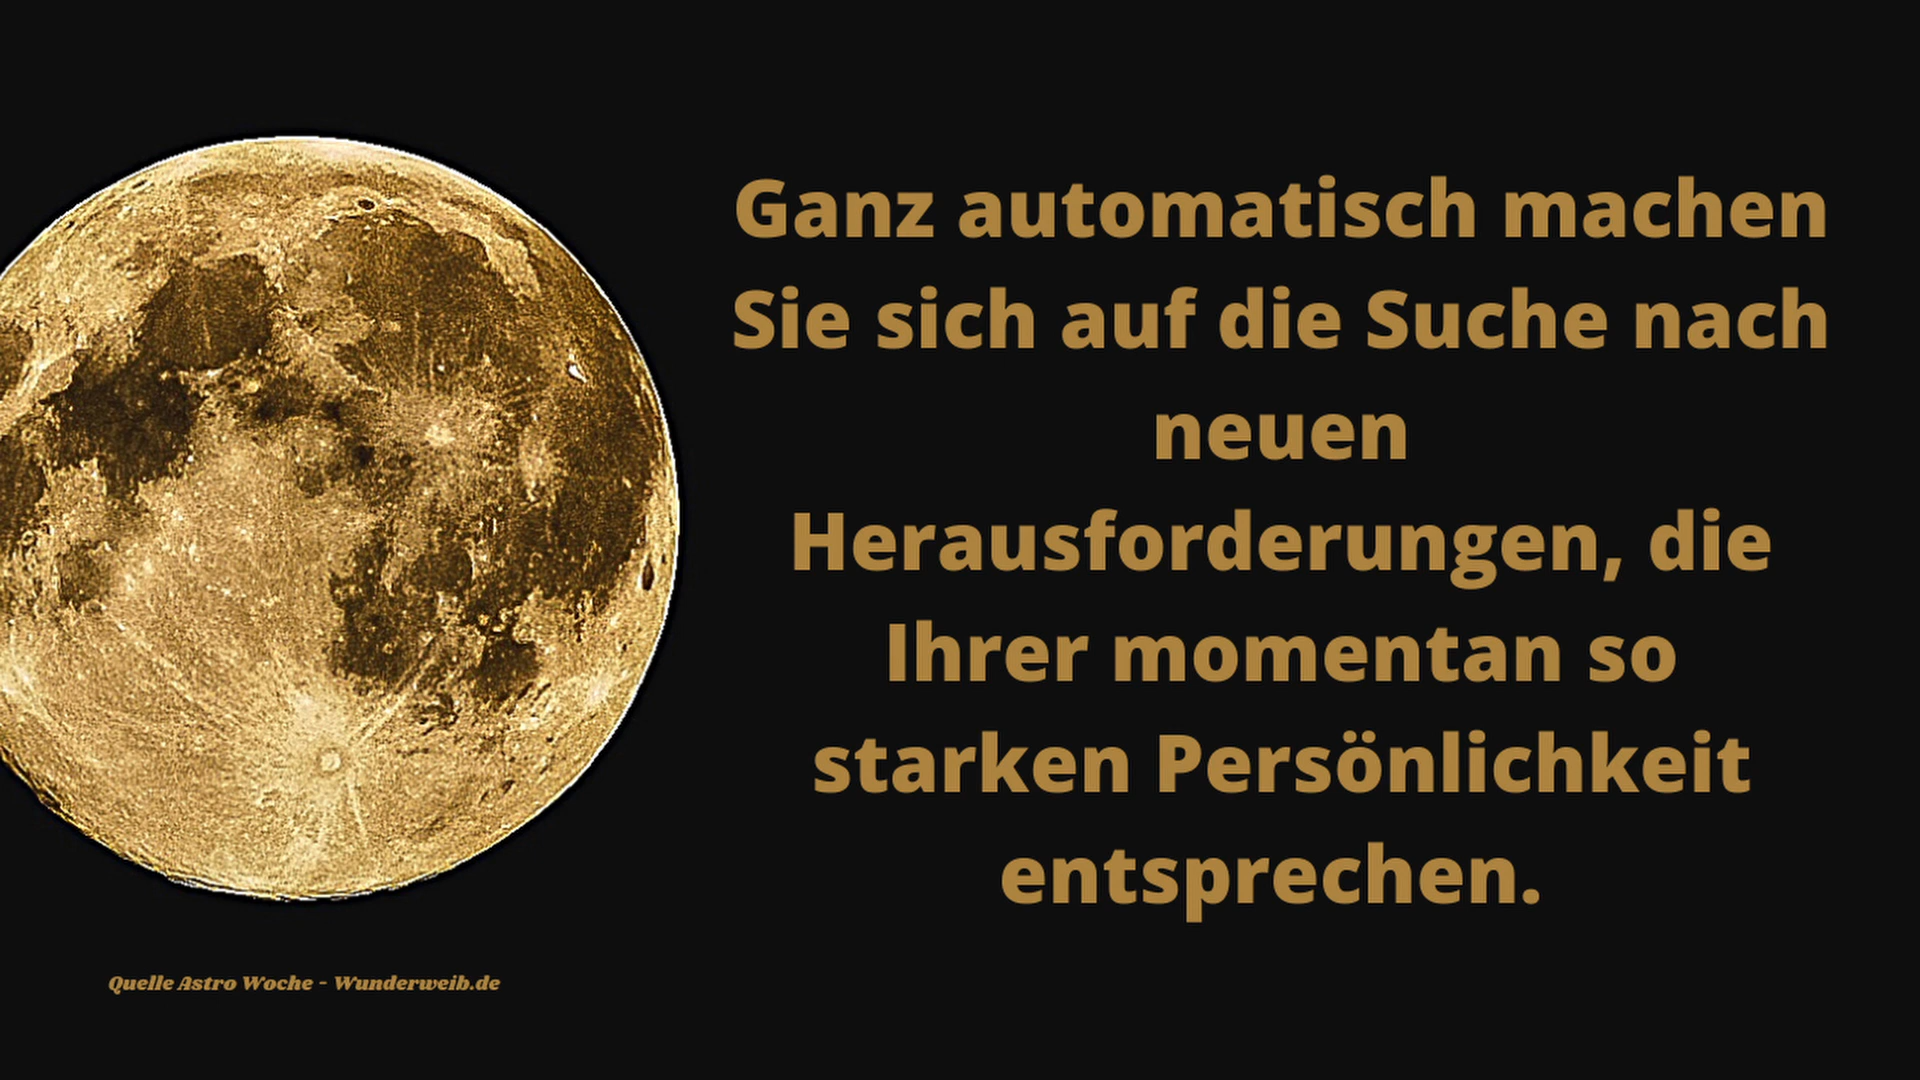 Ganz automatisch machen
Sie sich auf die Suche nach
neuen
Herausforderungen, die
Ihrer momentan so
starken Persönlichkeit
entsprechen.
Quelle Astro Woche - Wunderweib.de